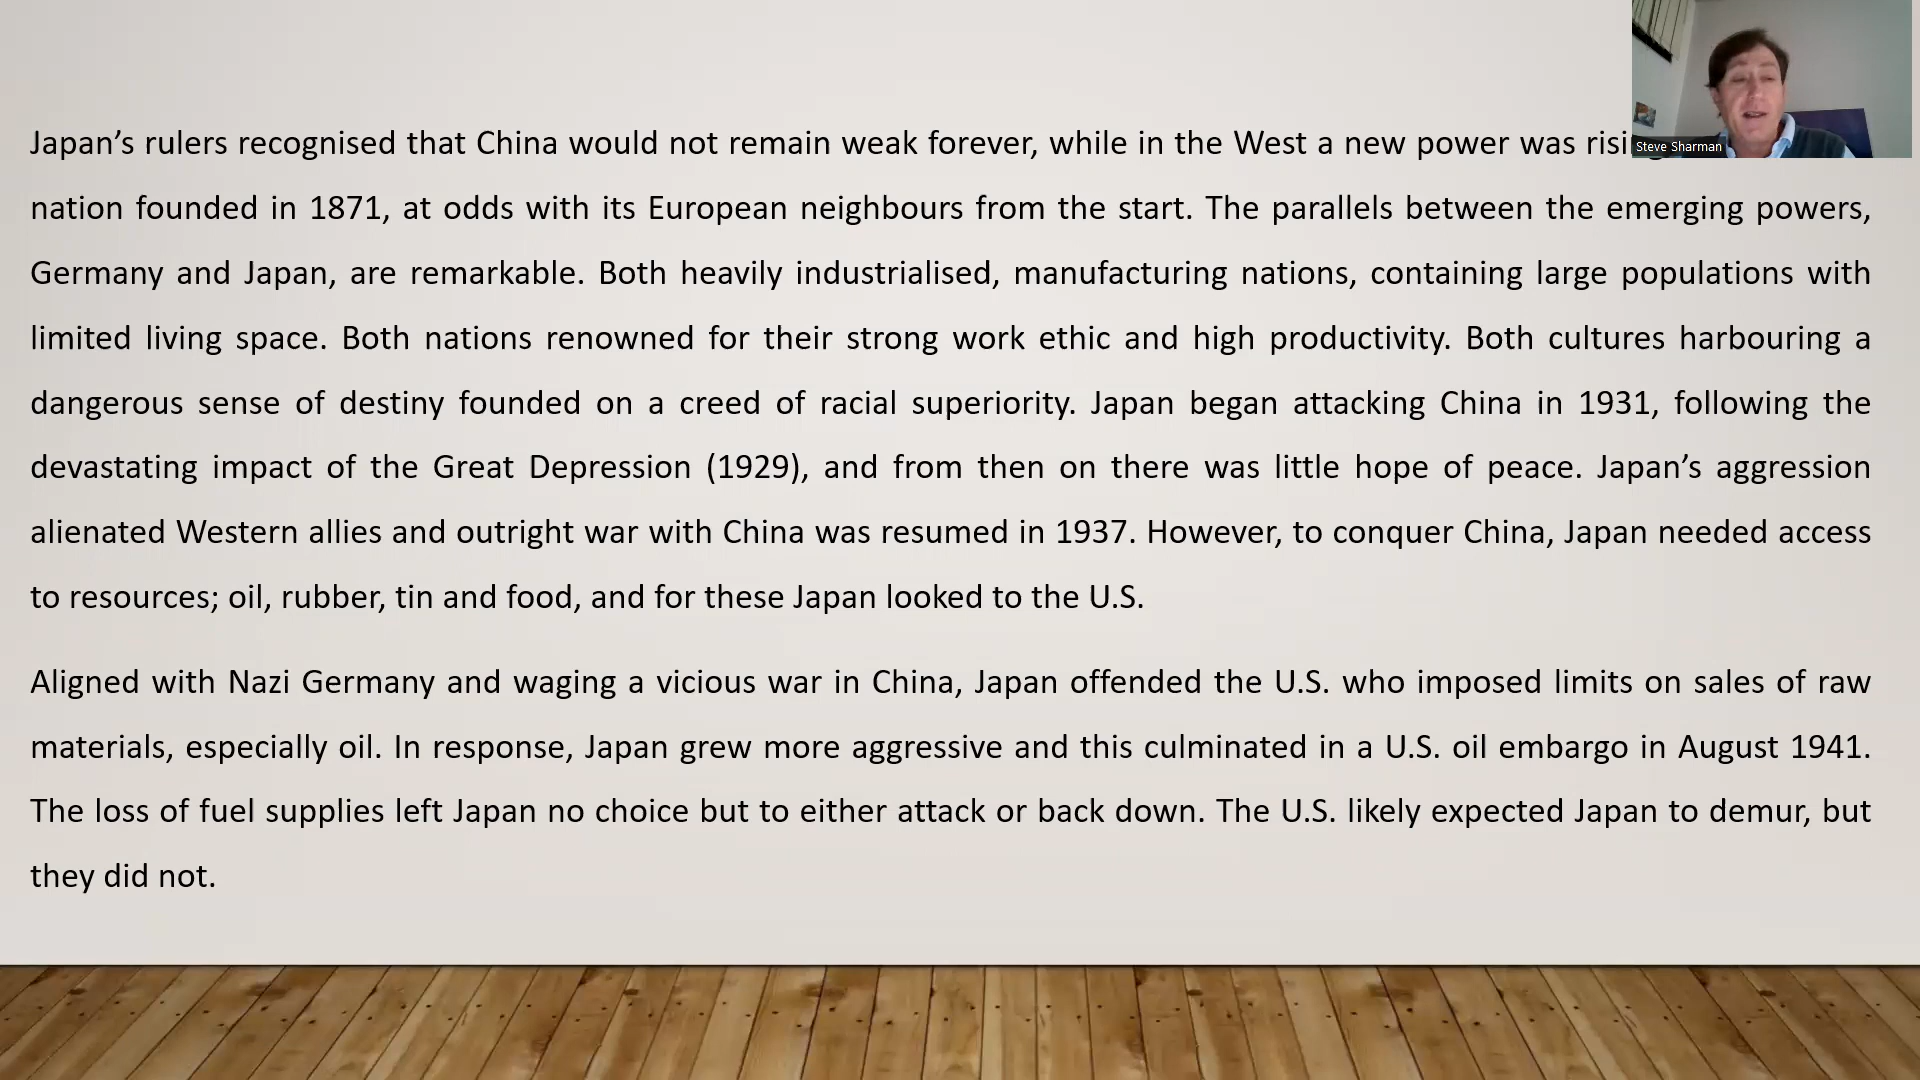 Japan’s rulers recognised that China would not remain weak forever, while in the West a new power was
nation founded in 1871, at odds with its European neighbours from the start. The parallels between the emerging powers,
Germany and Japan, are remarkable. Both heavily industrialised, manufacturing nations, containing large populations with
limited living space. Both nations renowned for their strong work ethic and high productivity. Both cultures harbouring a
dangerous sense of destiny founded on a creed of racial superiority. Japan began attacking China in 1931, following the
devastating impact of the Great Depression (1929), and from then on there was little hope of peace. Japan’s aggression
alienated Western allies and outright war with China was resumed in 1937. However, to conquer China, Japan needed access
to resources; oil, rubber, tin and food, and for these Japan looked to the U.S.
Aligned with Nazi Germany and waging a vicious war in China, Japan offended the U.S. who imposed limits on sales of raw
materials, especially oil. In response, Japan grew more aggressive and this culminated in a U.S. oil embargo in August 1941.
The loss of fuel supplies left Japan no choice but to either attack or back down. The U.S. likely expected Japan to demur, but
they did not.
Steve Sharman